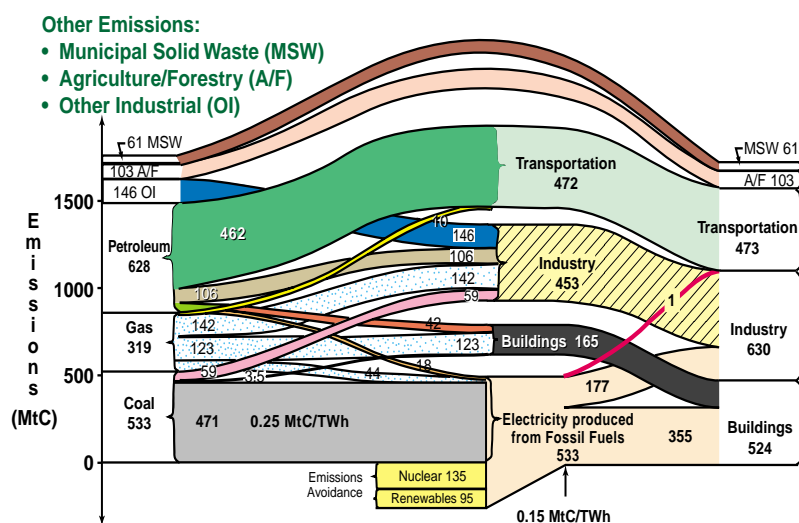 Other Emissions:
• Municipal Solid Waste (MSW)
• Agriculture/Forestry (A/F)
• Other Industrial (OI)
61 MSW
103 A/F
146 OI
1500
1000
500
0
Emissions
(MtC)
Petroleum
628
Gas
319
Coal
533
462
106
142
123
59
3.5
471
0.25 MtC/TWh
10
146
106
142
59
42
123
18
44
Transportation
472
Industry
453
Buildings 165
Electricity produced
from Fossil Fuels
533
Emissions
Avoidance
Nuclear 135
Renewables 95
0.15 MtC/TWh
1
177
355
MSW 61
A/F 103
Transportation
473
Industry
630
Buildings
524